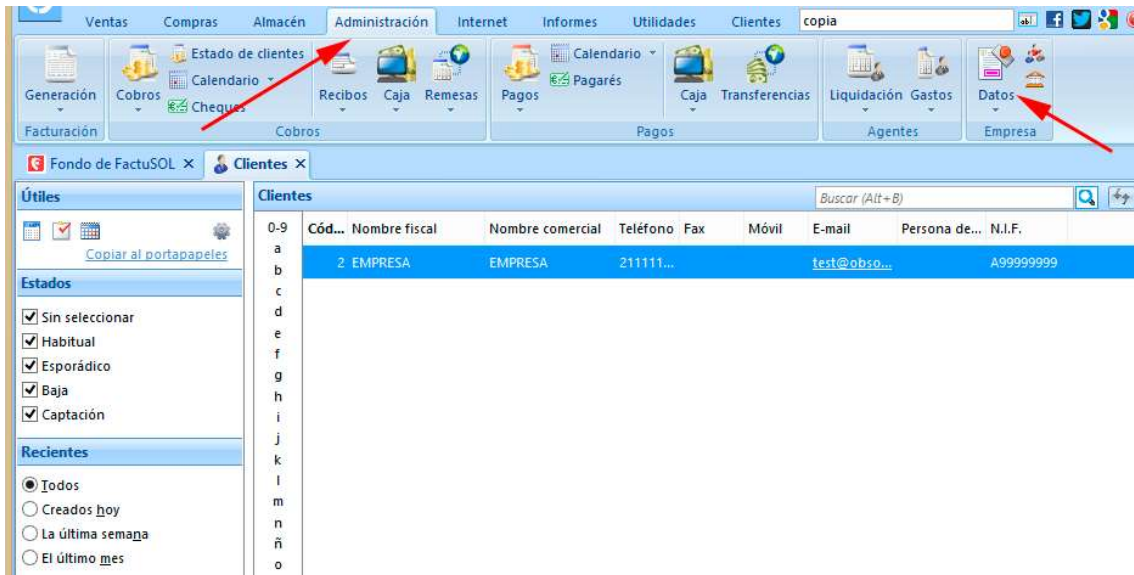 Ventas Compras Almacén Administración Internet Informes Utilidades Clientes copia
Estado de clientes
Calendario
Cheques
Generación Cobros Recibos Caja Remesas
Calendario
Pagarés
Pagos Caja Transferencias Liquidación Gastos Datos
Facturación Cobros Pagos Agentes Empresa
Fondo de FactuSOL Clientes
Útiles
Copiar al portapapeles
Estados
Sin seleccionar
Habitual
Esporádico
Baja
Captación
Recientes
Todos
Creados hoy
La última semana
El último mes
Clientes Buscar (Alt+B)
0-9
a
b
c
d
e
f
g
h
i
j
k
l
m
n
ñ
o
Cód... Nombre fiscal Nombre comercial Teléfono Fax Móvil E-mail Persona de... N.I.F.
2 EMPRESA EMPRESA 211111... test@obso... A99999999